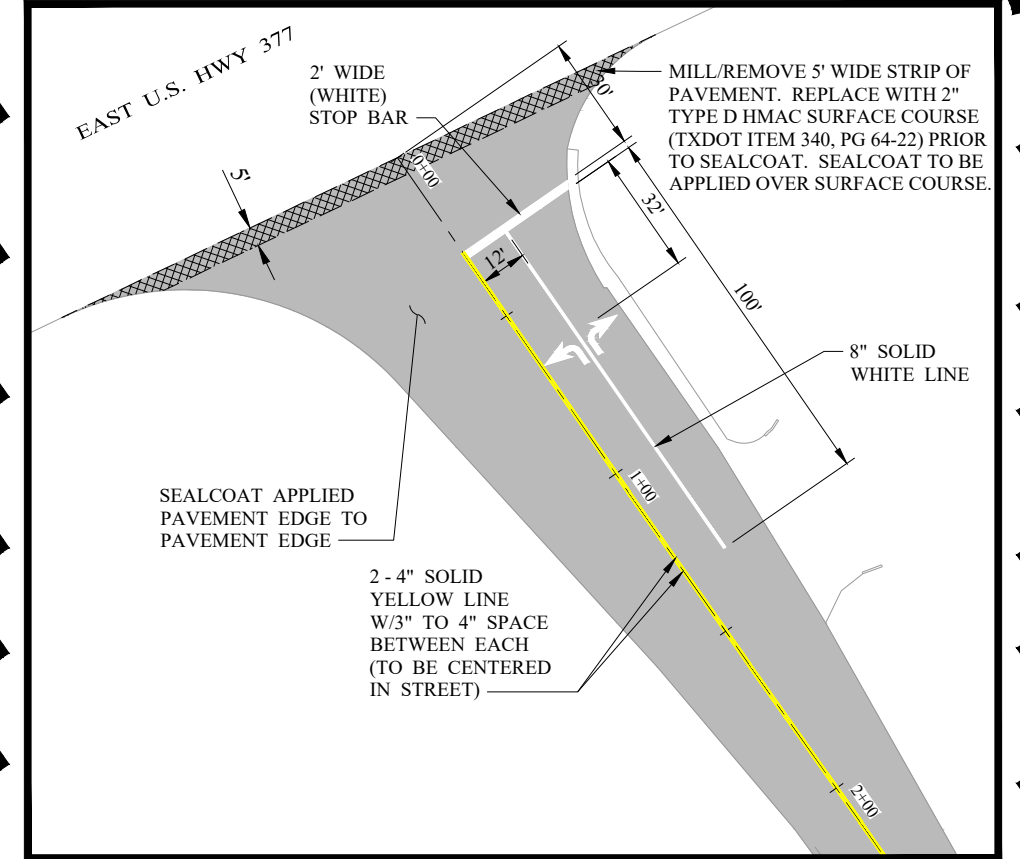 EAST U.S. HWY 377
2' WIDE
(WHITE)
STOP BAR
MILL/REMOVE 5' WIDE STRIP OF
PAVEMENT. REPLACE WITH 2"
TYPE D HMAC SURFACE COURSE
(TXDOT ITEM 340, PG 64-22) PRIOR
TO SEALCOAT. SEALCOAT TO BE
APPLIED OVER SURFACE COURSE.
30'
0+00
5'
32'
12'
100'
8" SOLID
WHITE LINE
1+00
SEALCOAT APPLIED
PAVEMENT EDGE TO
PAVEMENT EDGE
2 - 4" SOLID
YELLOW LINE
W/3" TO 4" SPACE
BETWEEN EACH
(TO BE CENTERED
IN STREET)
2+00